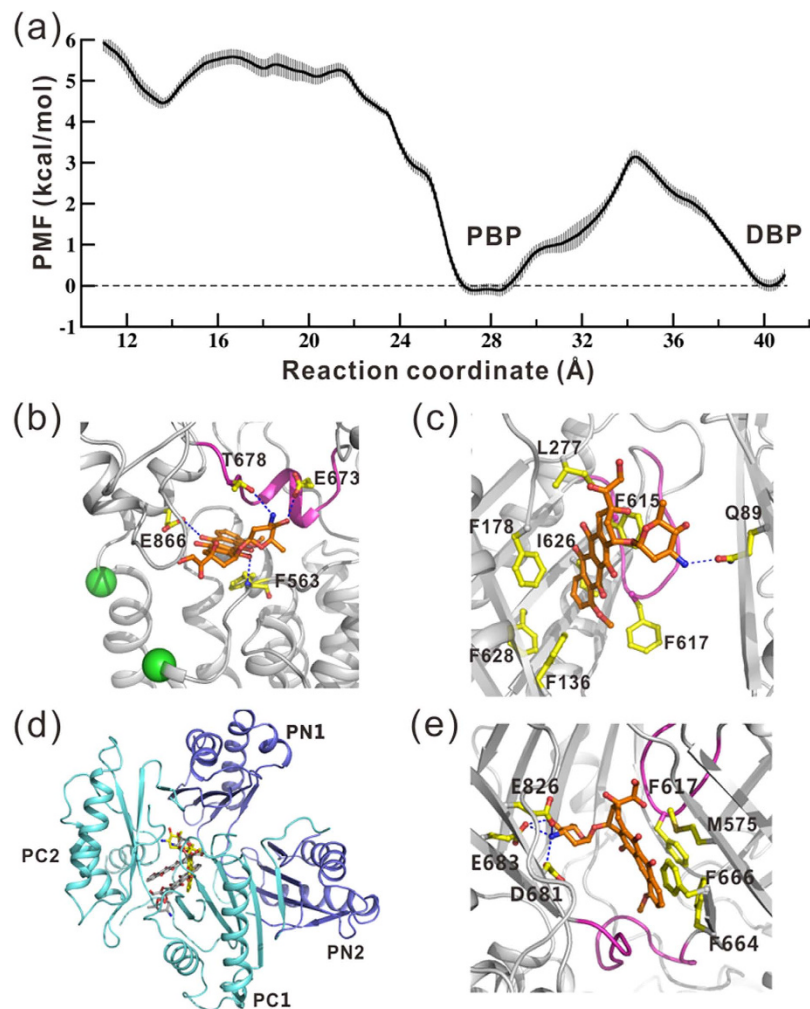 (a)
6
5
4
3
2
1
0
-1
PMF (kcal/mol)
PBP
DBP
12 16 20 24 28 32 36 40
Reaction coordinate (Å)
(b)
T678
E673
E866
F563
(c)
L277
F615
Q89
F178
I626
F617
F628
F136
(d)
PN1
PC2
PN2
PC1
(e)
E826
F617
M575
E683
F666
D681
F664